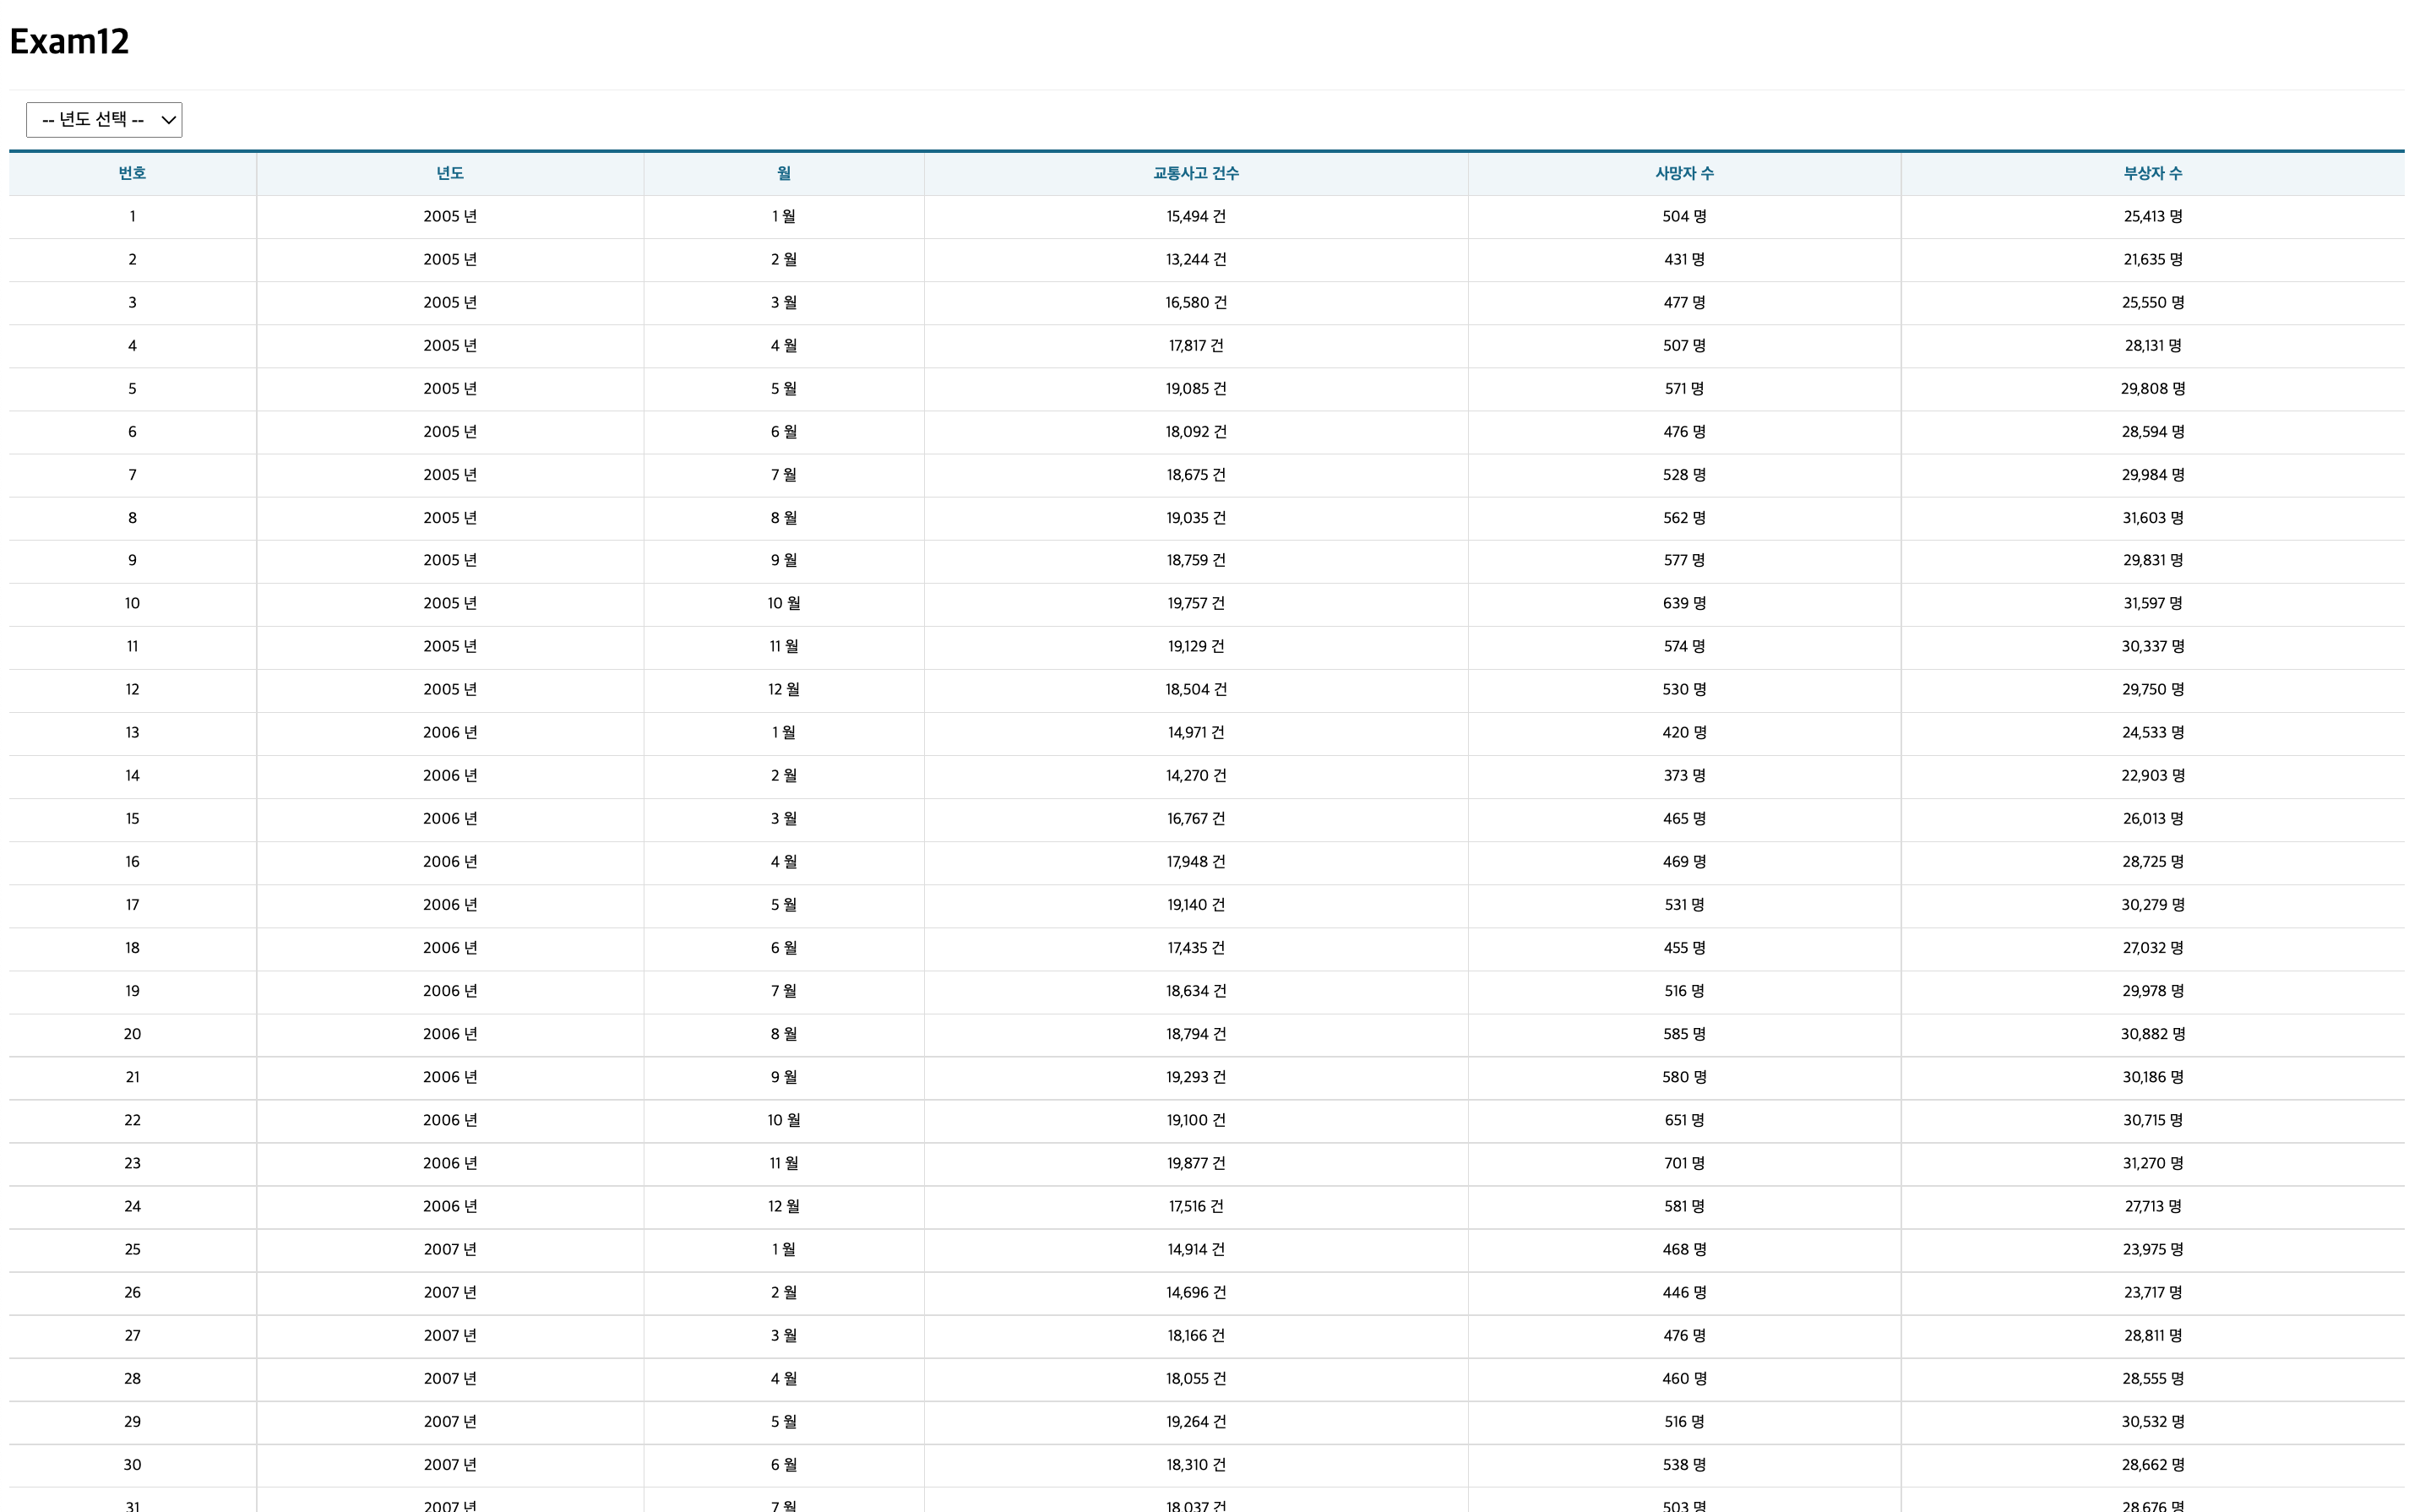 Exam12
-- 년도 선택 --
번호 년도 월 교통사고 건수 사망자 수 부상자 수
1 2005 년 1 월 15,494 건 504 명 25,413 명
2 2005 년 2 월 13,244 건 431 명 21,635 명
3 2005 년 3 월 16,580 건 477 명 25,550 명
4 2005 년 4 월 17,817 건 507 명 28,131 명
5 2005 년 5 월 19,085 건 571 명 29,808 명
6 2005 년 6 월 18,092 건 476 명 28,594 명
7 2005 년 7 월 18,675 건 528 명 29,984 명
8 2005 년 8 월 19,035 건 562 명 31,603 명
9 2005 년 9 월 18,759 건 577 명 29,831 명
10 2005 년 10 월 19,757 건 639 명 31,597 명
11 2005 년 11 월 19,129 건 574 명 30,337 명
12 2005 년 12 월 18,504 건 530 명 29,750 명
13 2006 년 1 월 14,971 건 420 명 24,533 명
14 2006 년 2 월 14,270 건 373 명 22,903 명
15 2006 년 3 월 16,767 건 465 명 26,013 명
16 2006 년 4 월 17,948 건 469 명 28,725 명
17 2006 년 5 월 19,140 건 531 명 30,279 명
18 2006 년 6 월 17,435 건 455 명 27,032 명
19 2006 년 7 월 18,634 건 516 명 29,978 명
20 2006 년 8 월 18,794 건 585 명 30,882 명
21 2006 년 9 월 19,293 건 580 명 30,186 명
22 2006 년 10 월 19,100 건 651 명 30,715 명
23 2006 년 11 월 19,877 건 701 명 31,270 명
24 2006 년 12 월 17,516 건 581 명 27,713 명
25 2007 년 1 월 14,914 건 468 명 23,975 명
26 2007 년 2 월 14,696 건 446 명 23,717 명
27 2007 년 3 월 18,166 건 476 명 28,811 명
28 2007 년 4 월 18,055 건 460 명 28,555 명
29 2007 년 5 월 19,264 건 516 명 30,532 명
30 2007 년 6 월 18,310 건 538 명 28,662 명
31 2007 년 7 월 18,037 건 503 명 28,676 명